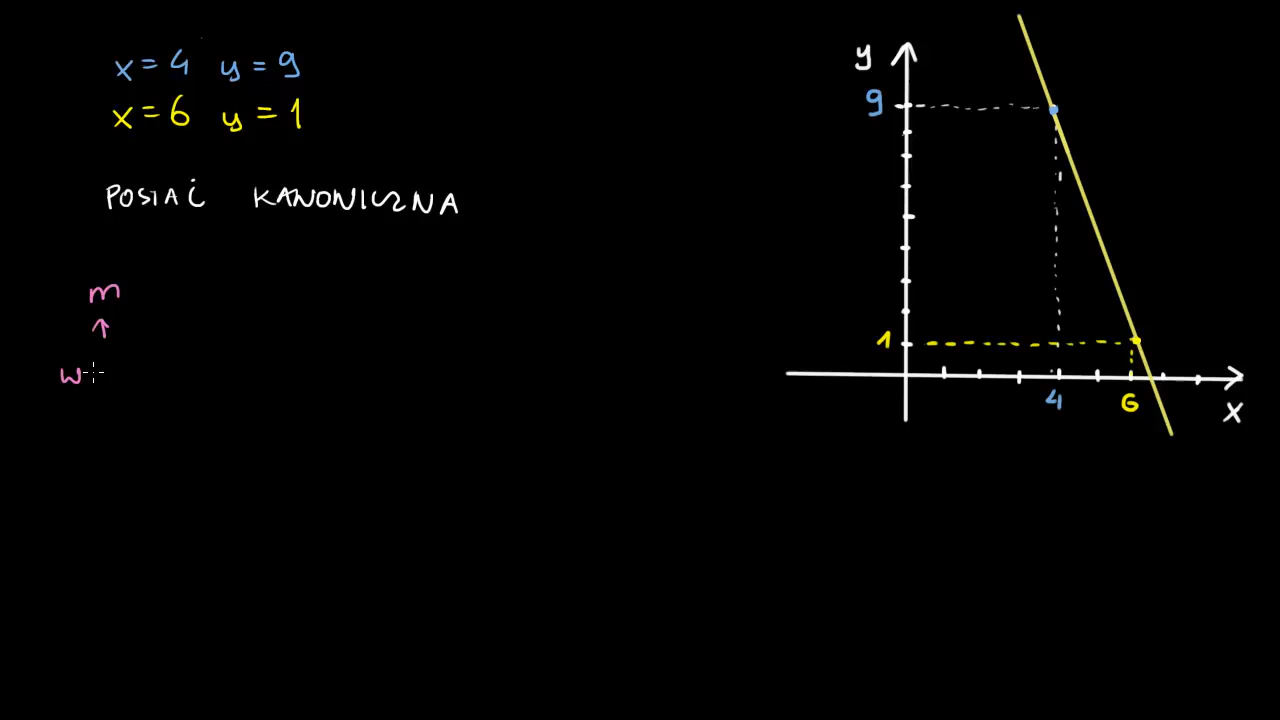 x = 4 y = 9
x = 6 y = 1
POSTAĆ KANONICZNA
m
↑
w
y
9
1
4
6
x